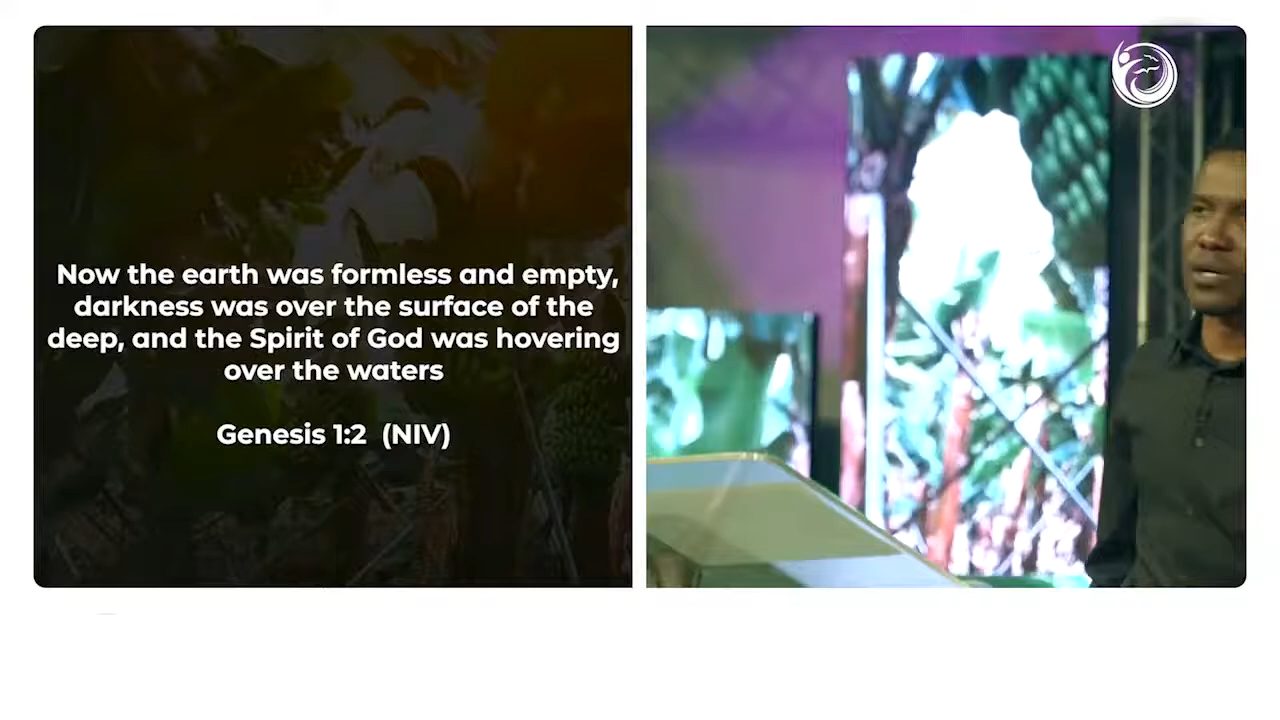 Now the earth was formless and empty,
darkness was over the surface of the
deep, and the Spirit of God was hovering
over the waters
Genesis 1:2 (NIV)